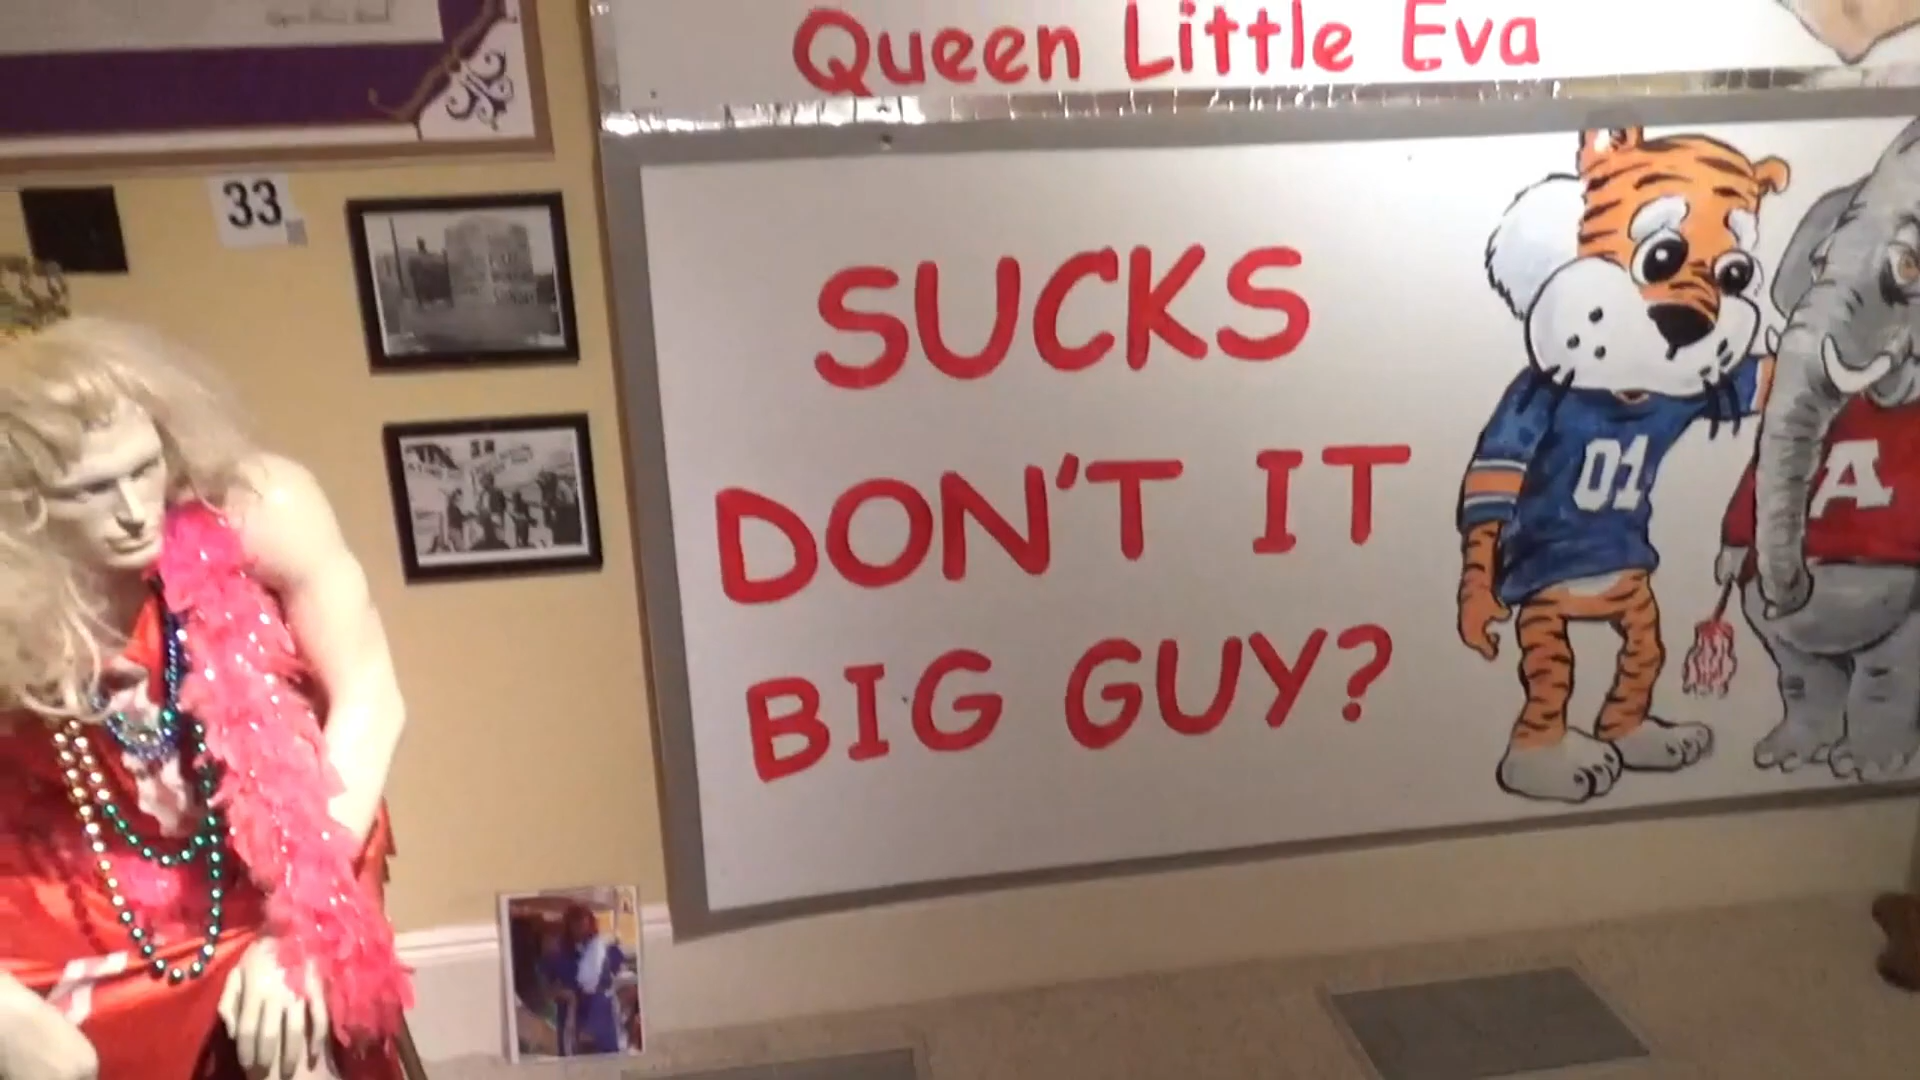 Queen Little Eva
33
SUCKS
DON'T IT
BIG GUY?
01
A